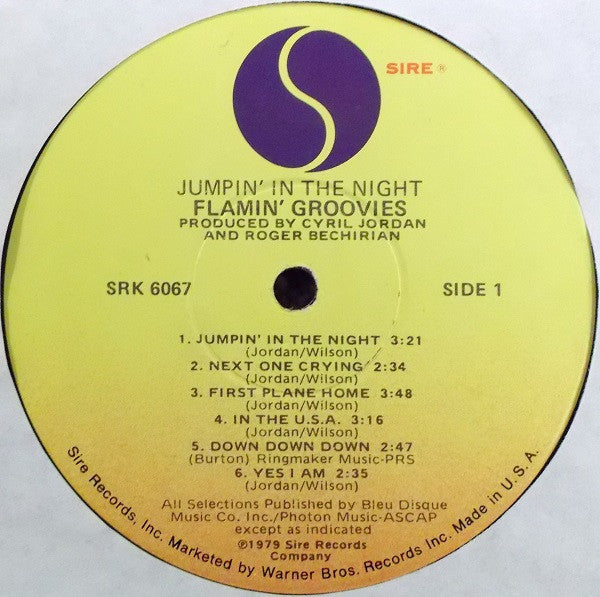 SIRE ®
JUMPIN' IN THE NIGHT
FLAMIN' GROOVIES
PRODUCED BY CYRIL JORDAN
AND ROGER BECHIRIAN
SRK 6067
SIDE 1
1. JUMPIN' IN THE NIGHT 3:21
(Jordan/Wilson)
2. NEXT ONE CRYING 2:34
(Jordan/Wilson)
3. FIRST PLANE HOME 3:48
(Jordan/Wilson)
4. IN THE U.S.A. 3:16
(Jordan/Wilson)
5. DOWN DOWN DOWN 2:47
(Burton) Ringmaker Music-PRS
6. YES I AM 2:35
(Jordan/Wilson)
All Selections Published by Bleu Disque
Music Co. Inc./Photon Music-ASCAP
except as indicated
℗1979 Sire Records
Company
Sire Records, Inc. Marketed by Warner Bros. Records Inc. Made in U.S.A.